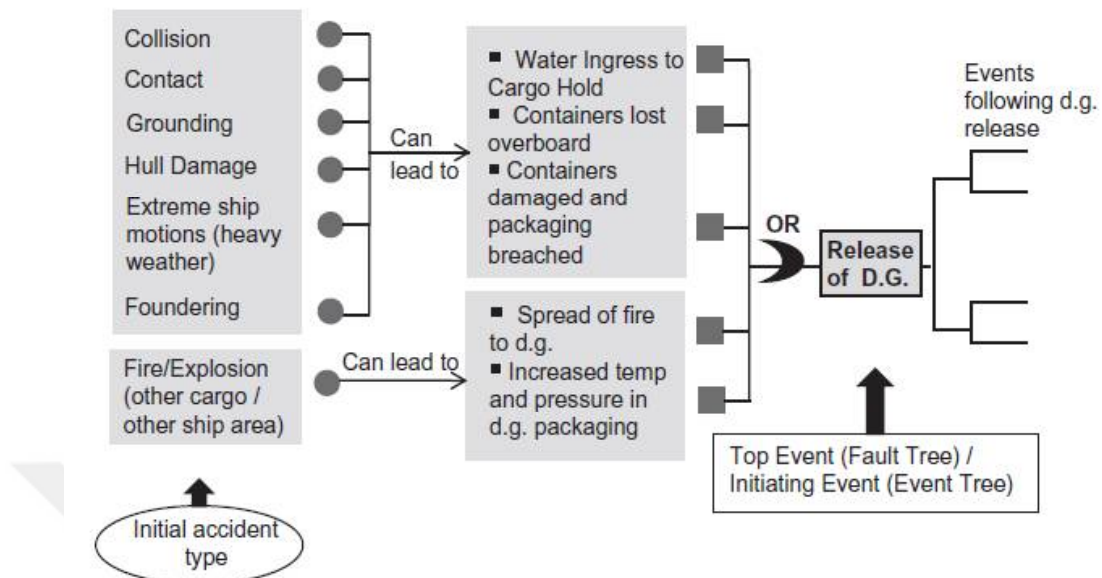 Collision
Contact
Grounding
Hull Damage
Extreme ship
motions (heavy
weather)
Foundering
Fire/Explosion
(other cargo /
other ship area)
Initial accident
type
Can
lead to
Can lead to
▪ Water Ingress to
Cargo Hold
▪ Containers lost
overboard
▪ Containers
damaged and
packaging
breached
▪ Spread of fire
to d.g.
▪ Increased temp
and pressure in
d.g. packaging
OR
Release
of D.G.
Events
following d.g.
release
Top Event (Fault Tree) /
Initiating Event (Event Tree)